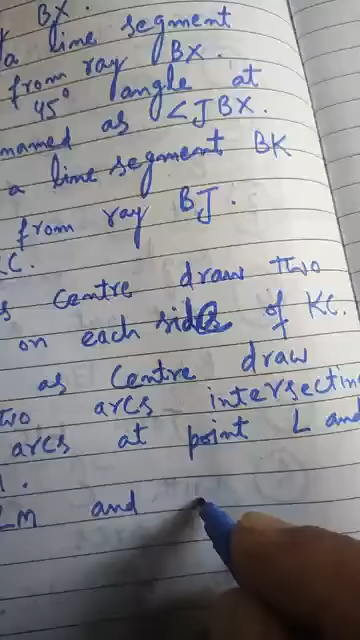 BX.
a line segment
from ray BX.
45° angle at
named as ∠JBX.
a line segment BK
from ray BJ.
KC.
centre draw two
on each side of KC.
as centre draw
two arcs intersecting
arcs at point L and
LM and